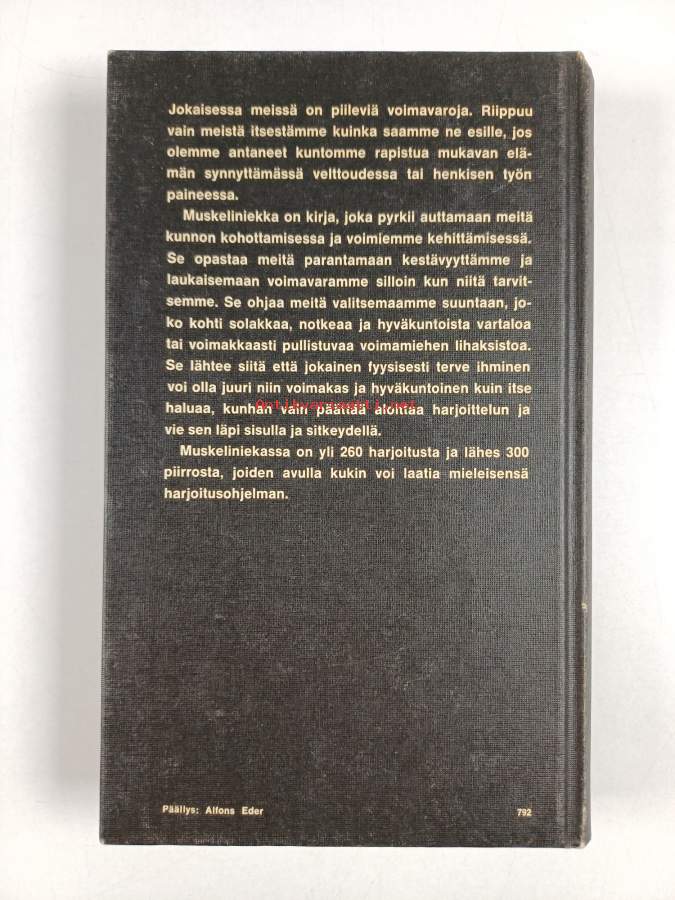 Jokaisessa meissä on piileviä voimavaroja. Riippuu
vain meistä itsestämme kuinka saamme ne esille, jos
olemme antaneet kuntomme rapistua mukavan elä-
män synnyttämässä velttoudessa tai henkisen työn
paineessa.
Muskeliniekka on kirja, joka pyrkii auttamaan meitä
kunnon kohottamisessa ja voimiemme kehittämisessä.
Se opastaa meitä parantamaan kestävyyttämme ja
laukaisemaan voimavaramme silloin kun niitä tarvit-
semme. Se ohjaa meitä valitsemaamme suuntaan, jo-
ko kohti solakkaa, notkeaa ja hyväkuntoista vartaloa
tai voimakkaasti pullistuvaa voimamiehen lihaksistoa.
Se lähtee siitä että jokainen fyysisesti terve ihminen
voi olla juuri niin voimakas ja hyväkuntoinen kuin itse
haluaa, kunhan vain päättää aloittaa harjoittelun ja
Antikvariaatti.net
vie sen läpi sisulla ja sitkeydellä.
Muskeliniekassa on yli 260 harjoitusta ja lähes 300
piirrosta, joiden avulla kukin voi laatia mieleisensä
harjoitusohjelman.
Päällys: Alfons Eder
792